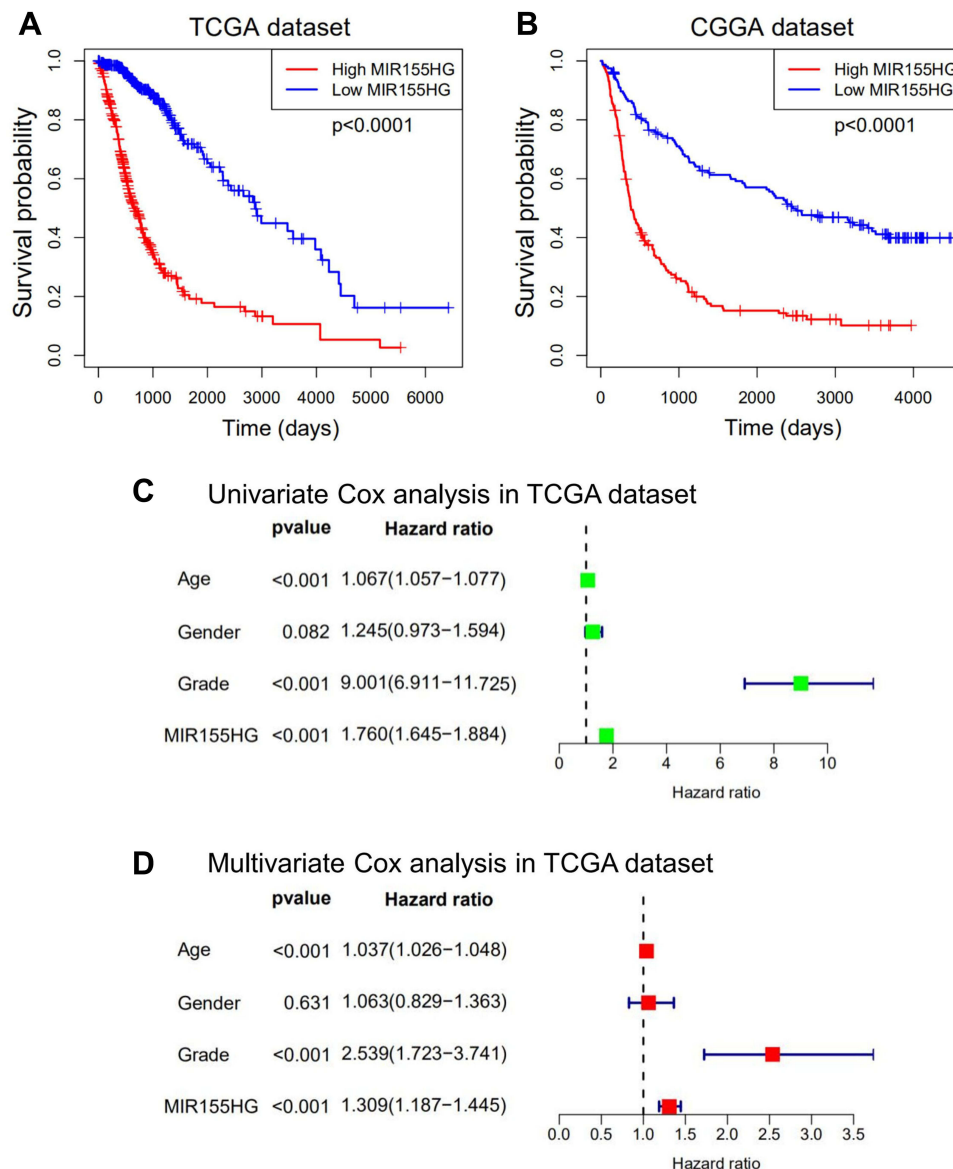 A
TCGA dataset
High MIR155HG
Low MIR155HG
p<0.0001
Survival probability
1.0
0.8
0.6
0.4
0.2
0.0
0 1000 2000 3000 4000 5000 6000
Time (days)
B
CGGA dataset
High MIR155HG
Low MIR155HG
p<0.0001
Survival probability
1.0
0.8
0.6
0.4
0.2
0.0
0 1000 2000 3000 4000
Time (days)
C Univariate Cox analysis in TCGA dataset
pvalue Hazard ratio
Age <0.001 1.067(1.057−1.077)
Gender 0.082 1.245(0.973−1.594)
Grade <0.001 9.001(6.911−11.725)
MIR155HG <0.001 1.760(1.645−1.884)
0 2 4 6 8 10
Hazard ratio
D Multivariate Cox analysis in TCGA dataset
pvalue Hazard ratio
Age <0.001 1.037(1.026−1.048)
Gender 0.631 1.063(0.829−1.363)
Grade <0.001 2.539(1.723−3.741)
MIR155HG <0.001 1.309(1.187−1.445)
0.0 0.5 1.0 1.5 2.0 2.5 3.0 3.5
Hazard ratio